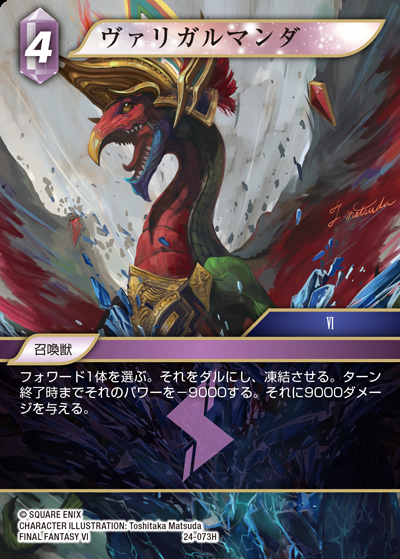 4
ヴァリガルマンダ
T. Matsuda
VI
召喚獣
フォワード1体を選ぶ。それをダルにし、凍結させる。ターン
終了時までそれのパワーを－9000する。それに9000ダメー
ジを与える。
© SQUARE ENIX
CHARACTER ILLUSTRATION: Toshitaka Matsuda
FINAL FANTASY VI
24-073H